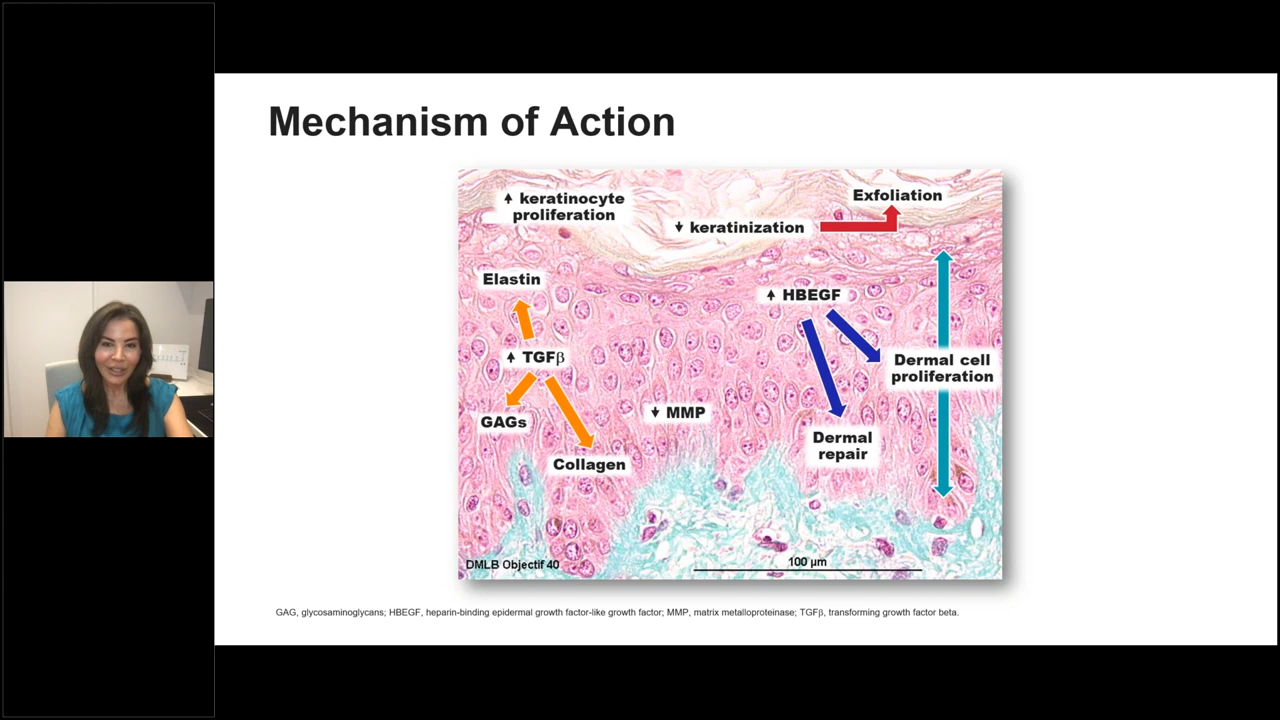 Mechanism of Action
↑ keratinocyte
proliferation
Exfoliation
↓ keratinization
Elastin
↑ HBEGF
↑ TGFβ
Dermal cell
proliferation
GAGs
↓ MMP
Dermal
repair
Collagen
DMLB Objectif 40
100 µm
GAG, glycosaminoglycans; HBEGF, heparin-binding epidermal growth factor-like growth factor; MMP, matrix metalloproteinase; TGFβ, transforming growth factor beta.